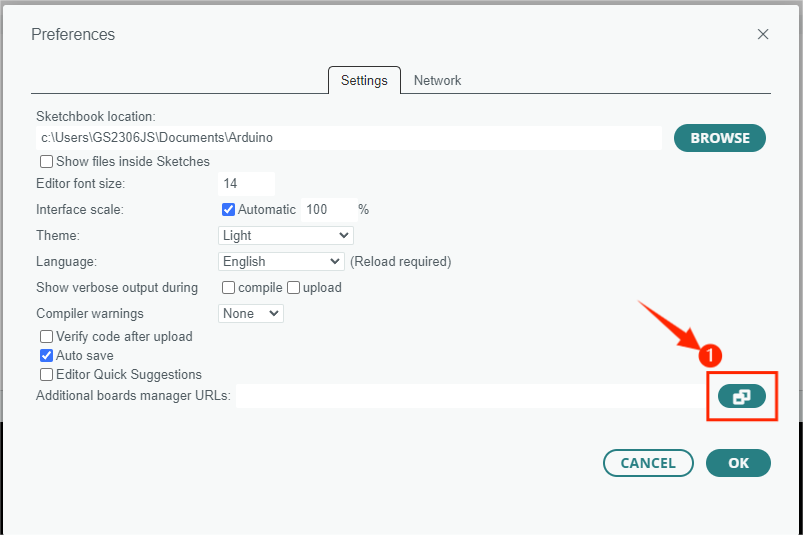 Preferences
Settings Network
Sketchbook location:
c:\Users\GS2306JS\Documents\Arduino BROWSE
Show files inside Sketches
Editor font size: 14
Interface scale: Automatic 100 %
Theme: Light
Language: English (Reload required)
Show verbose output during compile upload
Compiler warnings None
Verify code after upload
Auto save
1
Editor Quick Suggestions
Additional boards manager URLs:
CANCEL OK